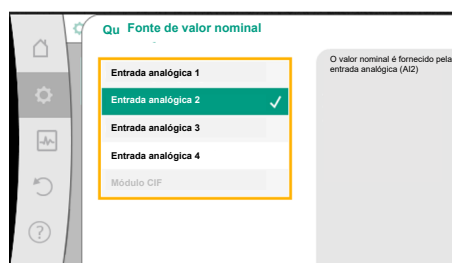 Qu Fonte de valor nominal
Entrada analógica 1
Entrada analógica 2
Entrada analógica 3
Entrada analógica 4
Módulo CIF
O valor nominal é fornecido pela
entrada analógica (AI2)
?